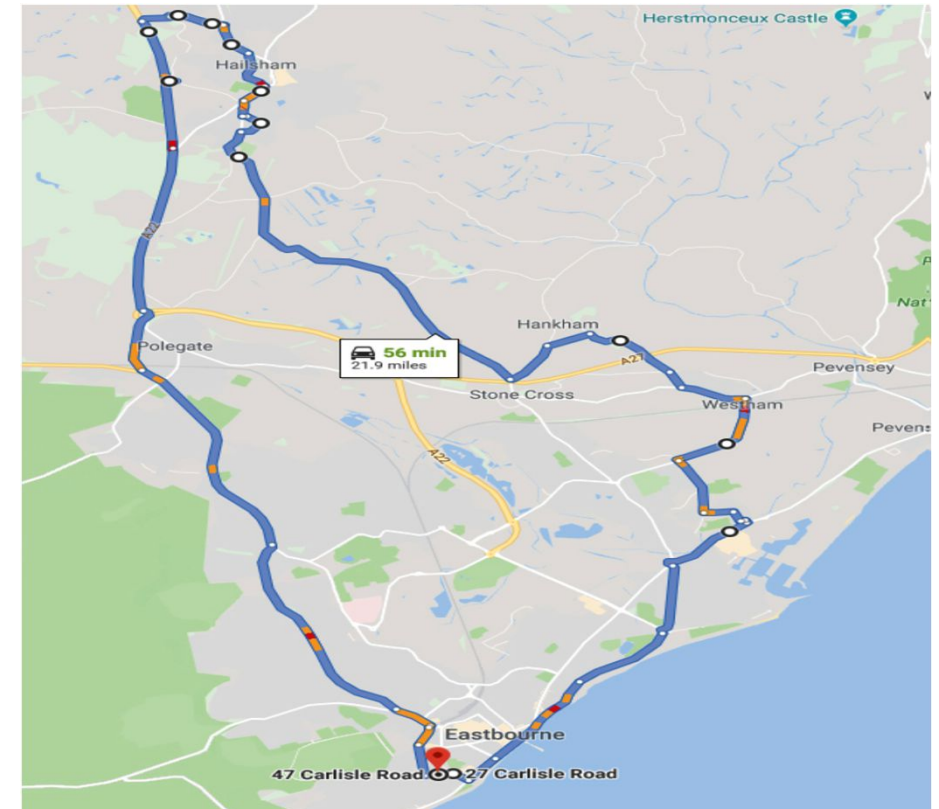 Herstmonceux Castle
Hailsham
A22
Hankham
Polegate
56 min
21.9 miles
A27
Pevensey
Stone Cross
Westham
A22
Eastbourne
47 Carlisle Road
27 Carlisle Road